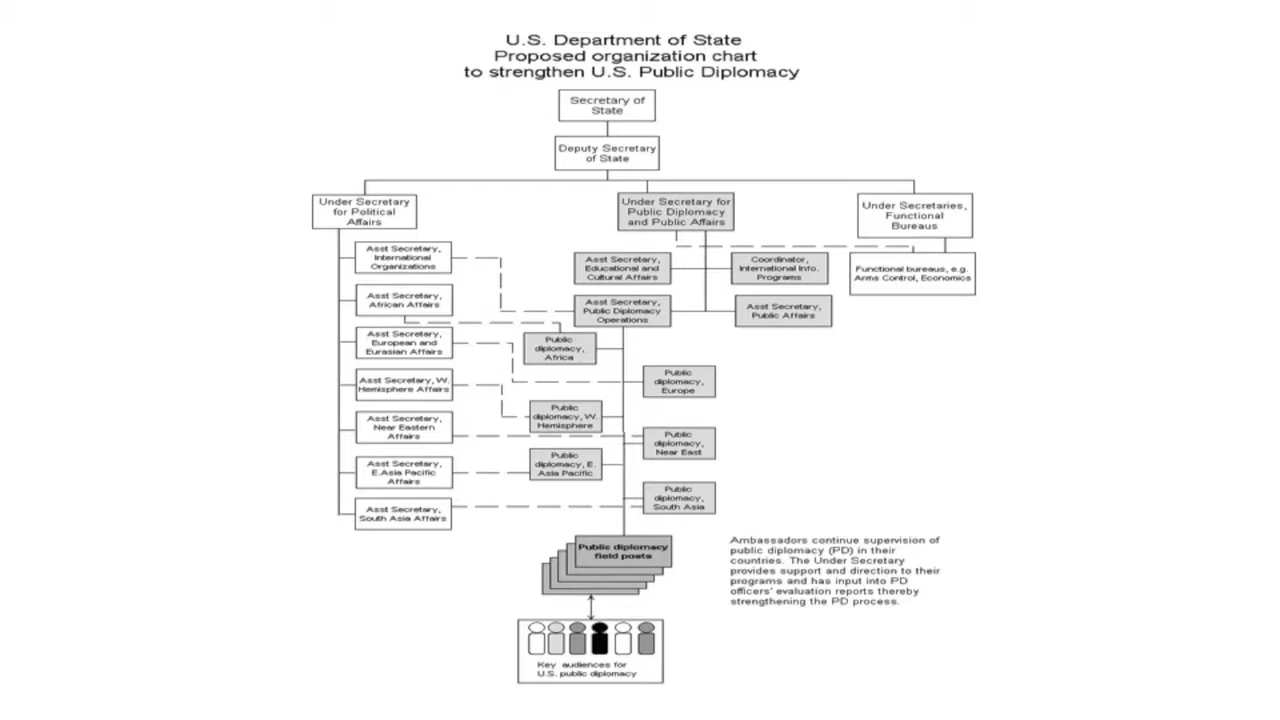 U.S. Department of State
Proposed organization chart
to strengthen U.S. Public Diplomacy
Secretary of
State
Deputy Secretary
of State
Under Secretary
for Political
Affairs
Under Secretary for
Public Diplomacy
and Public Affairs
Under Secretaries,
Functional
Bureaus
Asst Secretary,
International
Organizations
Asst Secretary,
Educational and
Cultural Affairs
Coordinator,
International Info.
Programs
Functional bureaus, e.g.
Arms Control, Economics
Asst Secretary,
African Affairs
Asst Secretary,
Public Diplomacy
Operations
Asst Secretary,
Public Affairs
Asst Secretary,
European and
Eurasian Affairs
Public
diplomacy,
Africa
Public
diplomacy,
Europe
Asst Secretary, W.
Hemisphere Affairs
Public
diplomacy, W.
Hemisphere
Asst Secretary,
Near Eastern
Affairs
Public
diplomacy,
Near East
Asst Secretary,
E.Asia Pacific
Affairs
Public
diplomacy, E.
Asia Pacific
Public
diplomacy,
South Asia
Asst Secretary,
South Asia Affairs
Public diplomacy
field posts
Ambassadors continue supervision of
public diplomacy (PD) in their
countries. The Under Secretary
provides support and direction to their
programs and has input into PD
officers' evaluation reports thereby
strengthening the PD process.
Key audiences for
U.S. public diplomacy